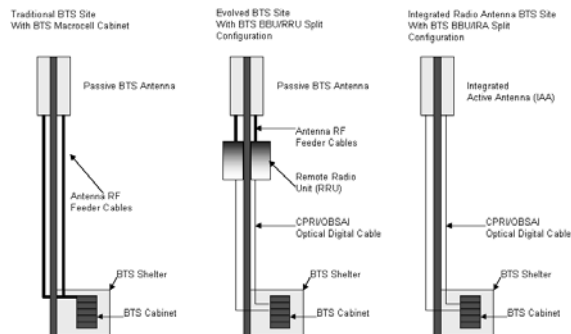 Traditional BTS Site
With BTS Macrocell Cabinet
Passive BTS Antenna
Antenna RF
Feeder Cables
BTS Shelter
BTS Cabinet
Evolved BTS Site
With BTS BBU/RRU Split
Configuration
Passive BTS Antenna
Antenna RF
Feeder Cables
Remote Radio
Unit (RRU)
CPRI/OBSAI
Optical Digital Cable
BTS Shelter
BTS Cabinet
Integrated Radio Antenna BTS Site
With BTS BBU/IRA Split
Configuration
Integrated
Active Antenna (IAA)
CPRI/OBSAI
Optical Digital Cable
BTS Shelter
BTS Cabinet